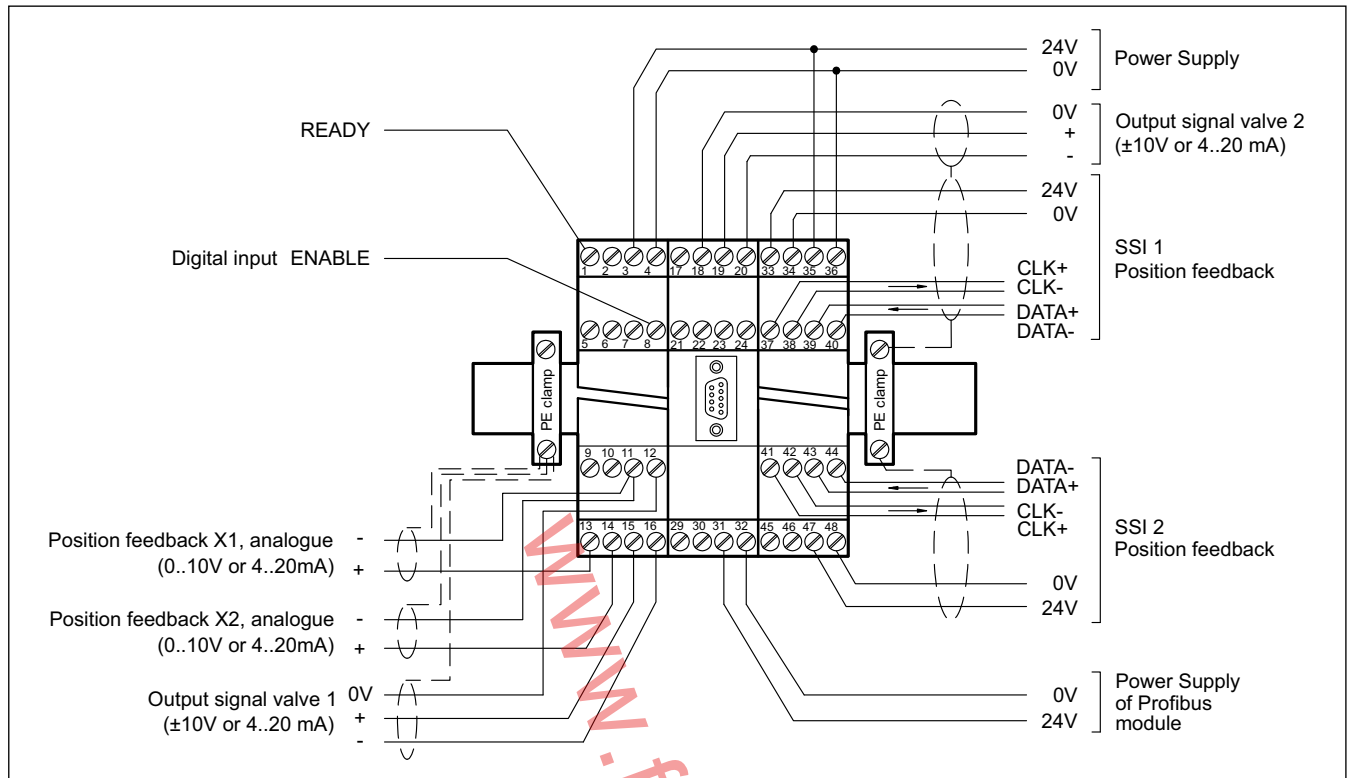 24V
0V
Power Supply
0V
+
-
Output signal valve 2
(±10V or 4..20 mA)
READY
24V
0V
SSI 1
Position feedback
Digital input ENABLE
1 2 3 4 17 18 19 20 33 34 35 36
CLK+
CLK-
DATA+
DATA-
5 6 7 8 21 22 23 24 37 38 39 40
PE clamp
PE clamp
9 10 11 12 41 42 43 44
DATA-
DATA+
CLK-
CLK+
SSI 2
Position feedback
13 14 15 16 29 30 31 32 45 46 47 48
0V
24V
Position feedback X1, analogue -
(0..10V or 4..20mA) +
Position feedback X2, analogue -
(0..10V or 4..20mA) +
Output signal valve 1 0V
(±10V or 4..20 mA) +
-
0V
24V
Power Supply
of Profibus
module
www.f